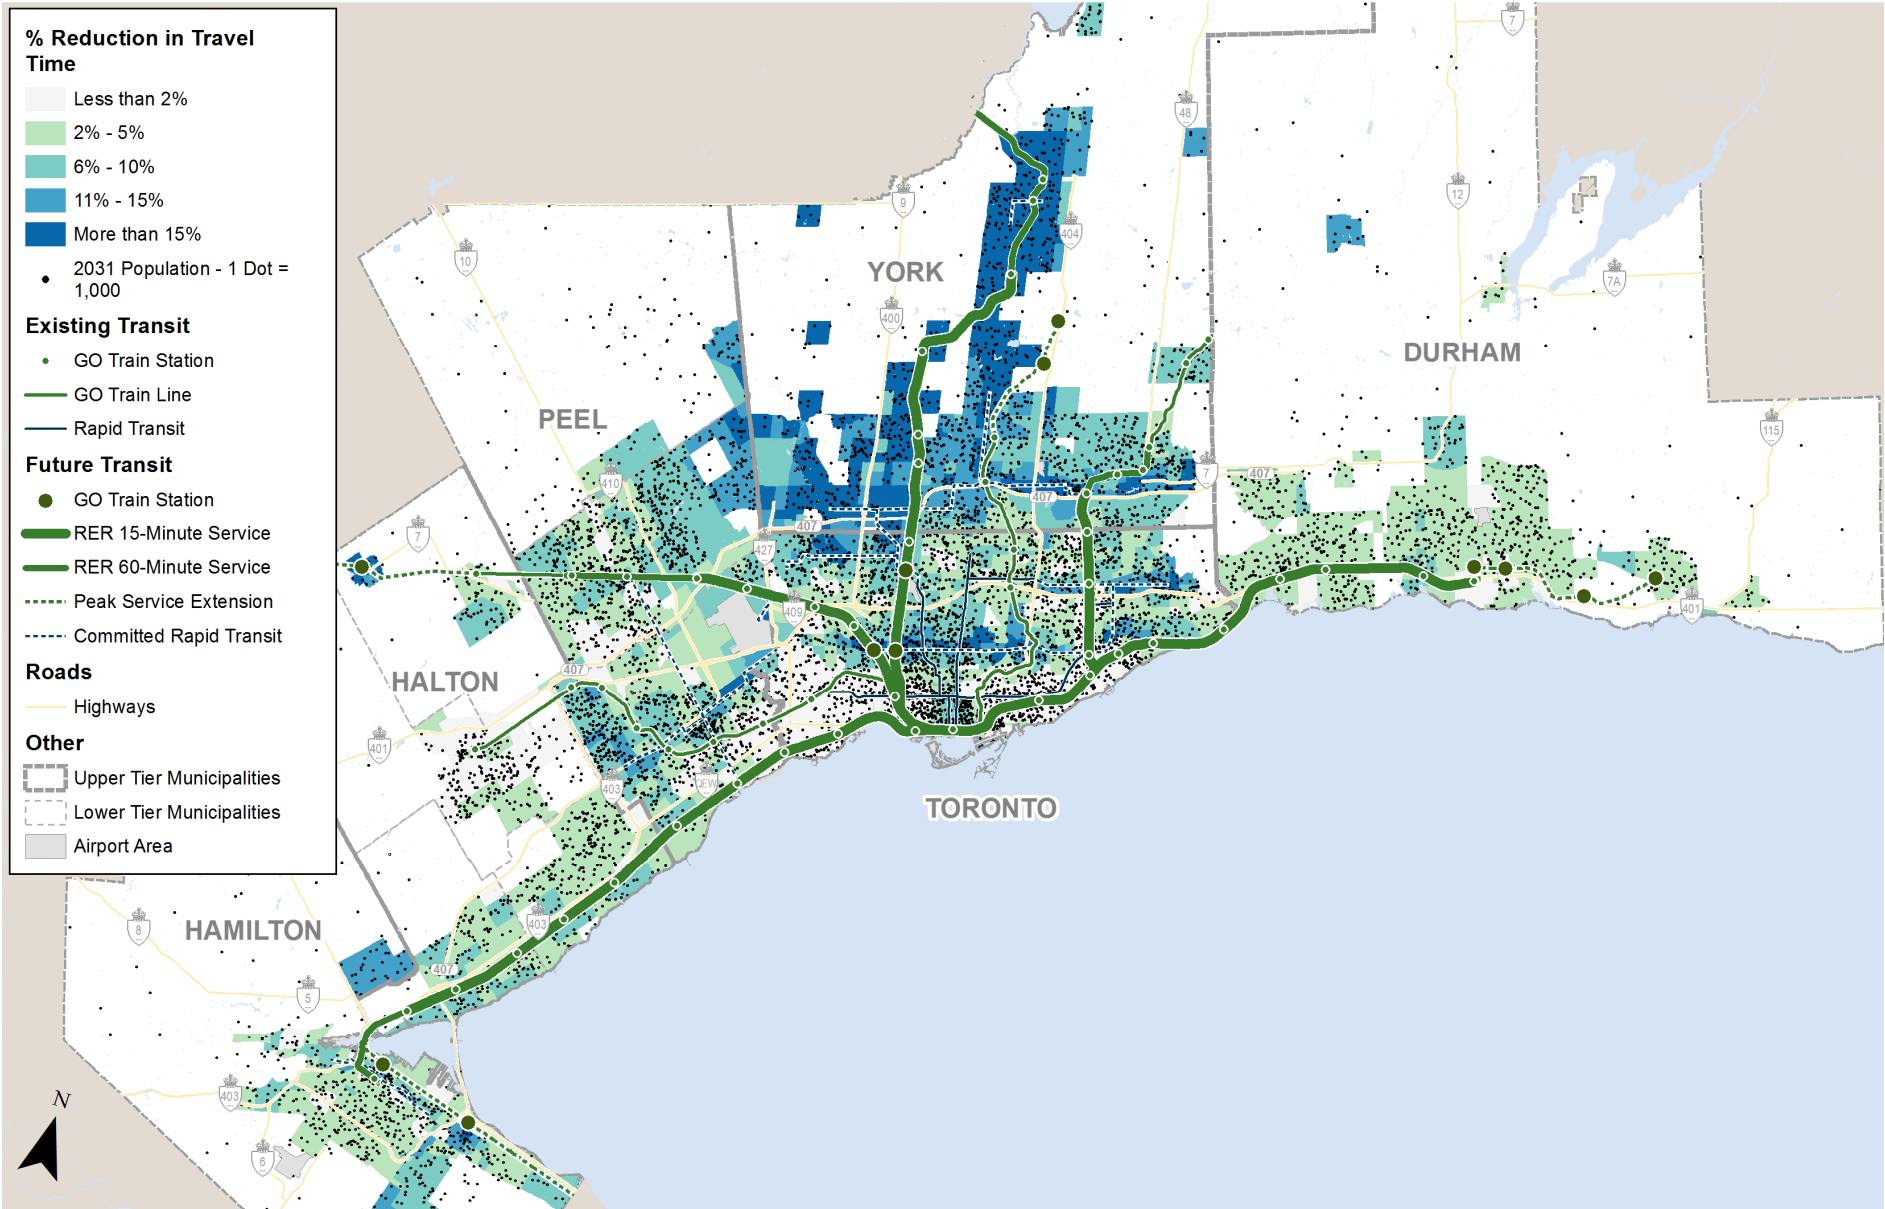 % Reduction in Travel
Time
Less than 2%
2% - 5%
6% - 10%
11% - 15%
More than 15%
2031 Population - 1 Dot =
1,000
Existing Transit
GO Train Station
GO Train Line
Rapid Transit
Future Transit
GO Train Station
RER 15-Minute Service
RER 60-Minute Service
Peak Service Extension
Committed Rapid Transit
Roads
Highways
Other
Upper Tier Municipalities
Lower Tier Municipalities
Airport Area
7
48
9
12
404
10
YORK
7A
400
DURHAM
PEEL
115
410
7
407
407
407
7
427
409
401
HALTON
407
401
403
QEW
TORONTO
403
8
HAMILTON
407
5
403
N
6